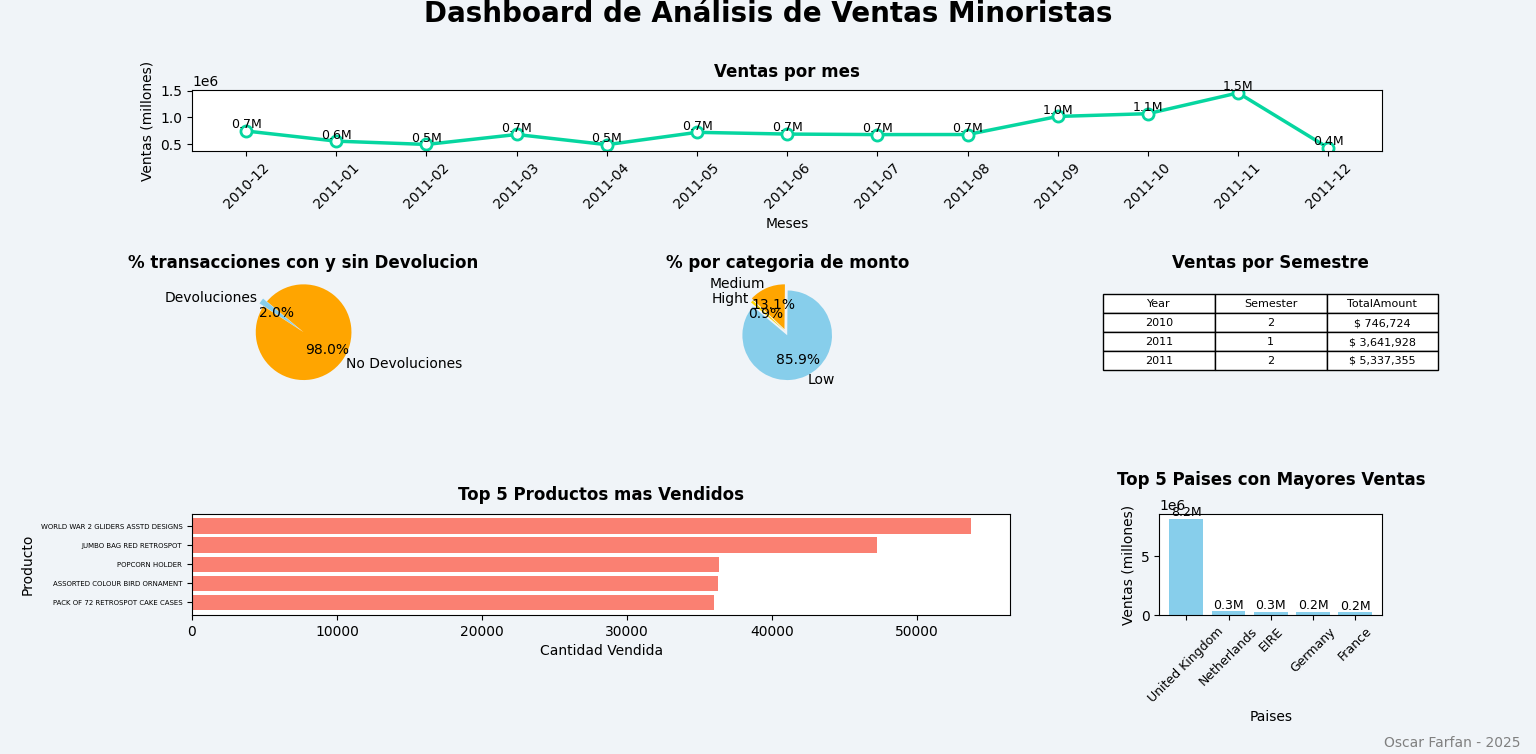 Dashboard de Análisis de Ventas Minoristas
Ventas por mes
1e6
Ventas (millones)
1.5
1.0
0.5
0.7M
0.6M
0.5M
0.7M
0.5M
0.7M
0.7M
0.7M
0.7M
1.0M
1.1M
1.5M
0.4M
2010-12
2011-01
2011-02
2011-03
2011-04
2011-05
2011-06
2011-07
2011-08
2011-09
2011-10
2011-11
2011-12
Meses
% transacciones con y sin Devolucion
Devoluciones
2.0%
98.0%
No Devoluciones
% por categoria de monto
Medium
Hight
13.1%
0.9%
85.9%
Low
Ventas por Semestre
Year Semester TotalAmount
2010 2 $ 746,724
2011 1 $ 3,641,928
2011 2 $ 5,337,355
Top 5 Productos mas Vendidos
Producto
WORLD WAR 2 GLIDERS ASSTD DESIGNS
JUMBO BAG RED RETROSPOT
POPCORN HOLDER
ASSORTED COLOUR BIRD ORNAMENT
PACK OF 72 RETROSPOT CAKE CASES
0 10000 20000 30000 40000 50000
Cantidad Vendida
Top 5 Paises con Mayores Ventas
1e6
Ventas (millones)
5
0
8.2M
0.3M
0.3M
0.2M
0.2M
United Kingdom
Netherlands
EIRE
Germany
France
Paises
Oscar Farfan - 2025